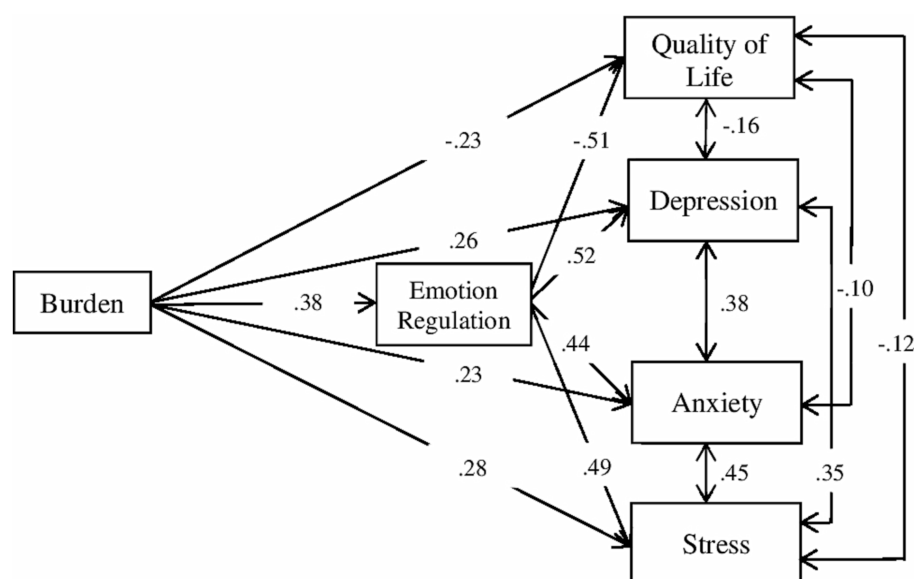 Quality of
Life
-.16
-.23
-.51
Depression
.26
.52
Burden
.38
Emotion
Regulation
.38
-.10
-.12
.44
.23
Anxiety
.28
.49
.45
.35
Stress